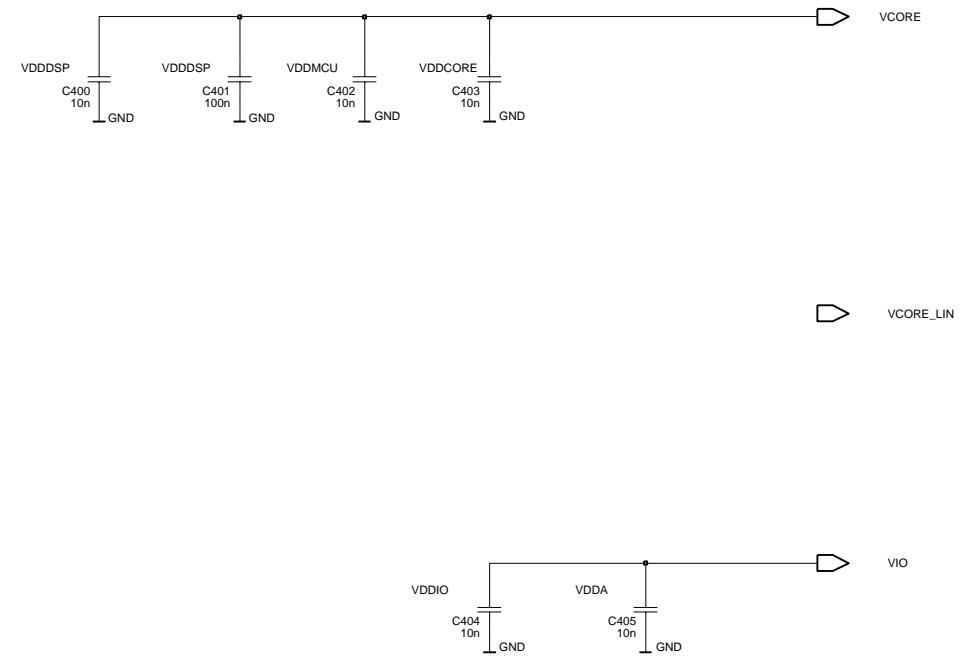 VCORE
VDDDSP
VDDDSP
VDDMCU
VDDCORE
C400
10n
C401
100n
C402
10n
C403
10n
GND
GND
GND
GND
VCORE_LIN
VIO
VDDIO
VDDA
C404
10n
C405
10n
GND
GND